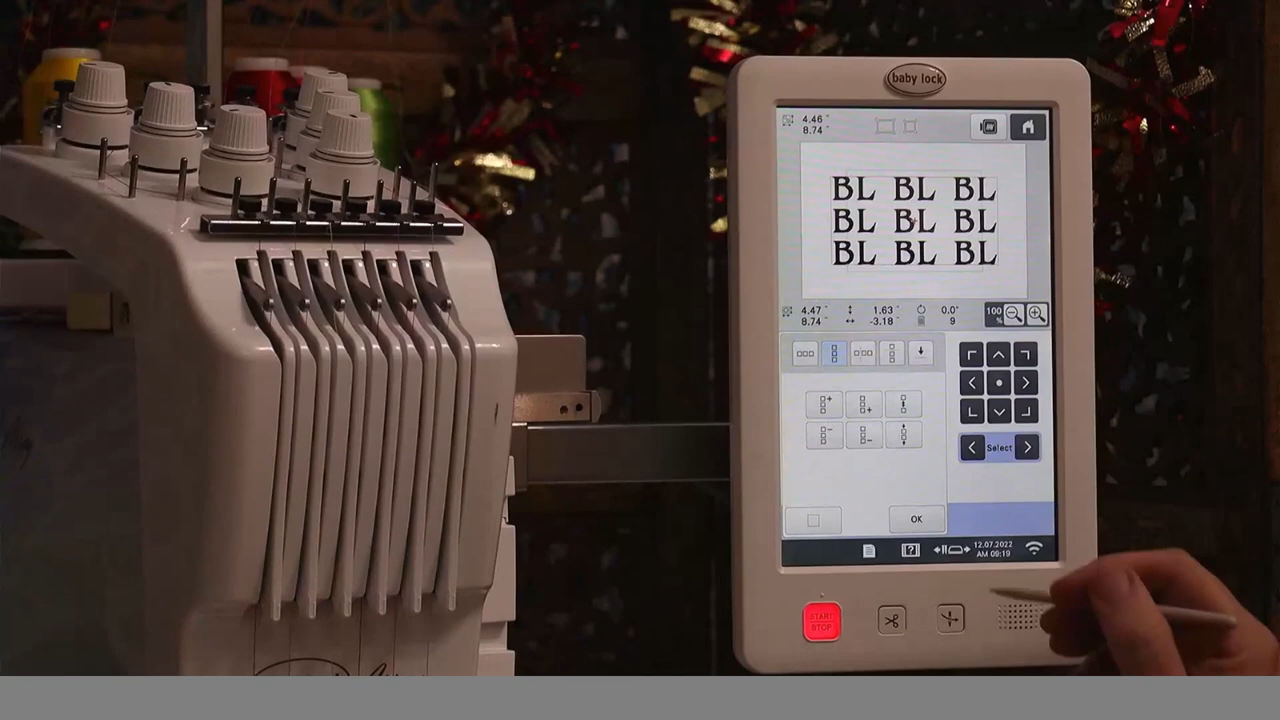 baby lock
4.46 "
8.74 "
BL BL BL
BL BL BL
BL BL BL
4.47 " 1.63 " 0.0°
8.74 " -3.18 " 9
100 %
Select
OK
12.07.2022
AM 09:19
START
STOP